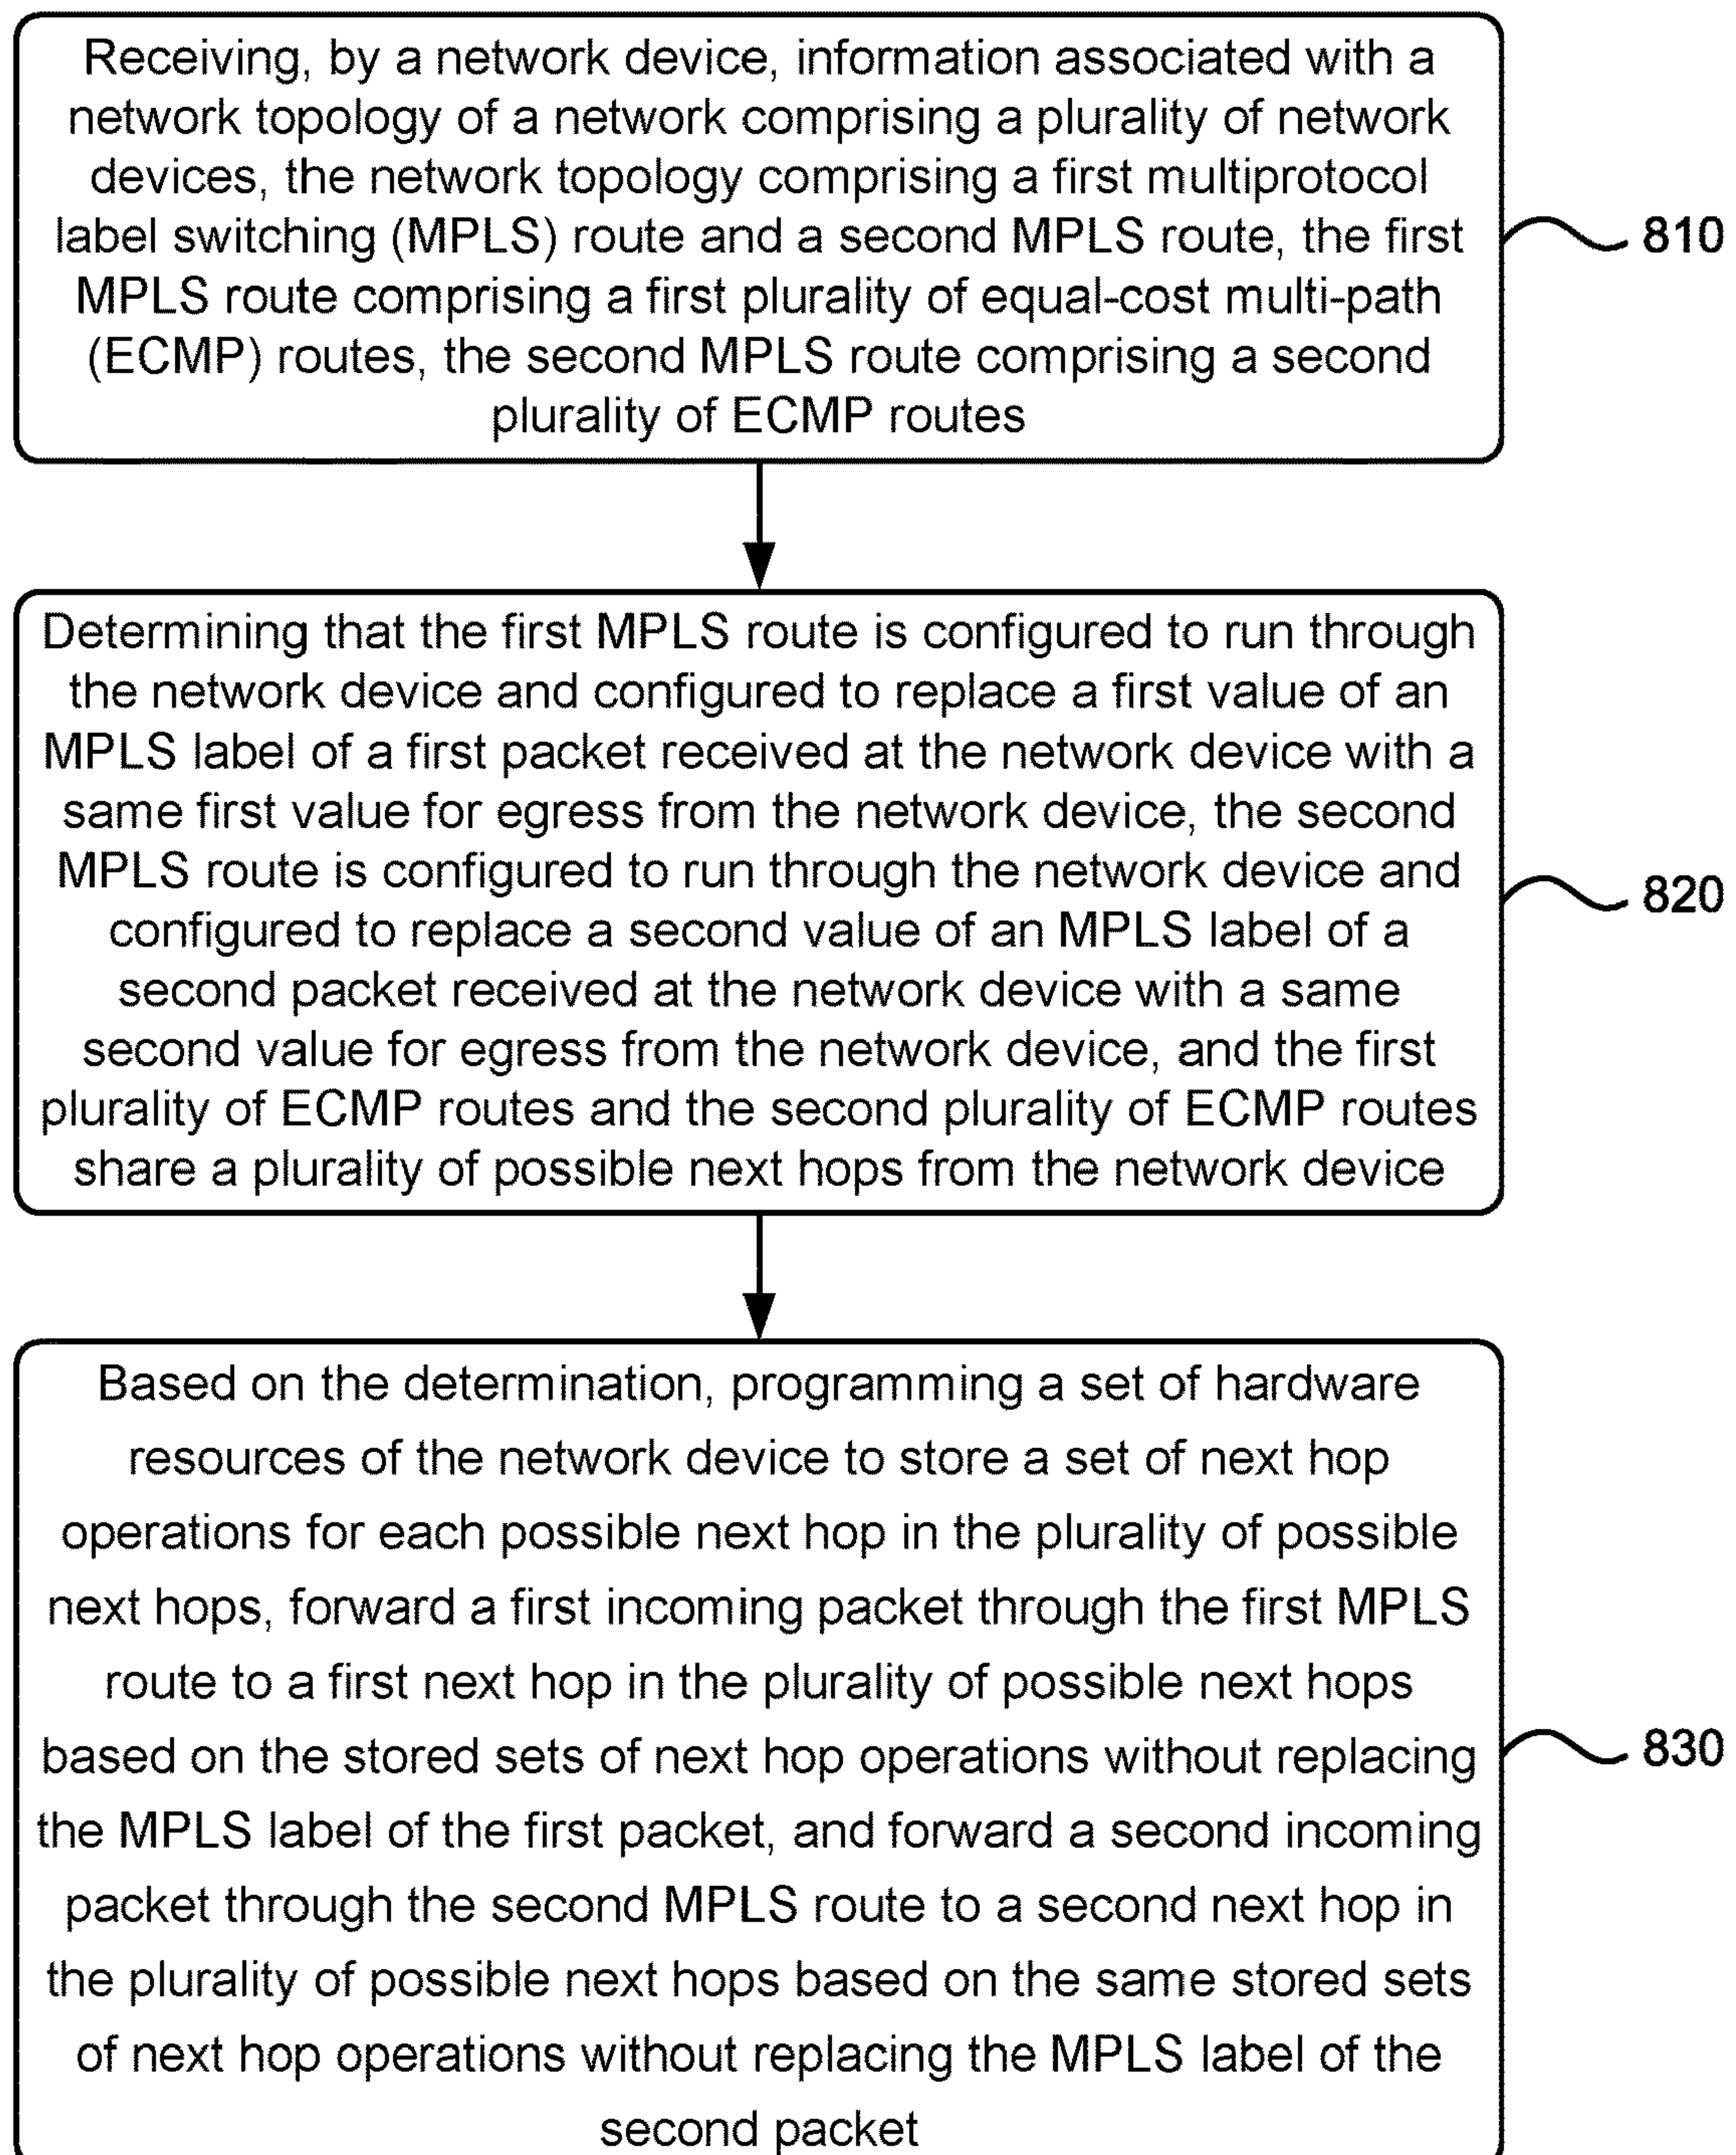 Receiving, by a network device, information associated with a
network topology of a network comprising a plurality of network
devices, the network topology comprising a first multiprotocol
label switching (MPLS) route and a second MPLS route, the first
MPLS route comprising a first plurality of equal-cost multi-path
(ECMP) routes, the second MPLS route comprising a second
plurality of ECMP routes
810
Determining that the first MPLS route is configured to run through
the network device and configured to replace a first value of an
MPLS label of a first packet received at the network device with a
same first value for egress from the network device, the second
MPLS route is configured to run through the network device and
configured to replace a second value of an MPLS label of a
second packet received at the network device with a same
second value for egress from the network device, and the first
plurality of ECMP routes and the second plurality of ECMP routes
share a plurality of possible next hops from the network device
820
Based on the determination, programming a set of hardware
resources of the network device to store a set of next hop
operations for each possible next hop in the plurality of possible
next hops, forward a first incoming packet through the first MPLS
route to a first next hop in the plurality of possible next hops
based on the stored sets of next hop operations without replacing
the MPLS label of the first packet, and forward a second incoming
packet through the second MPLS route to a second next hop in
the plurality of possible next hops based on the same stored sets
of next hop operations without replacing the MPLS label of the
second packet
830